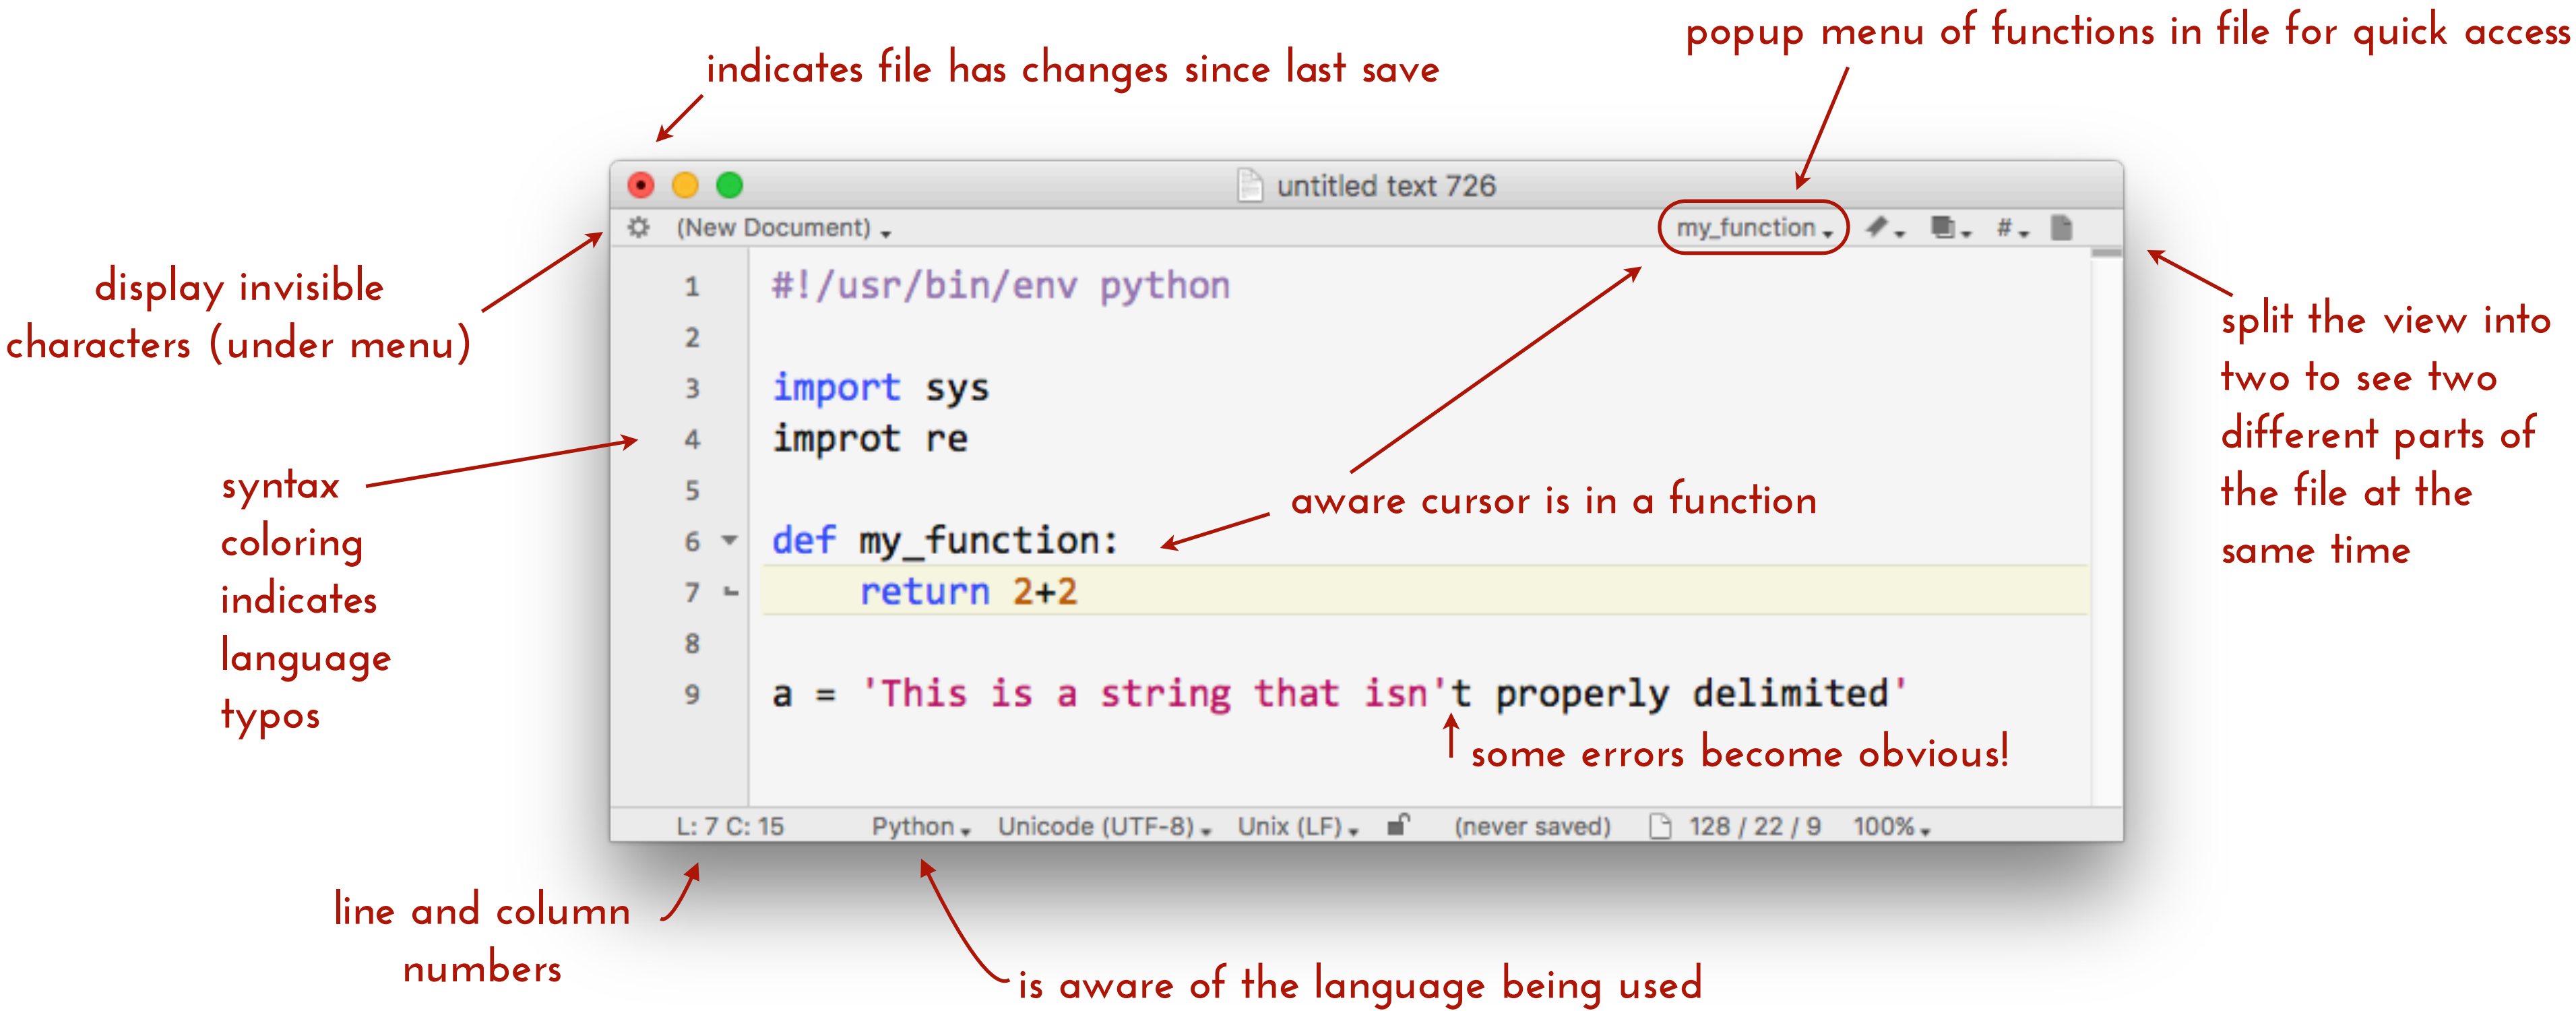 popup menu of functions in file for quick access
indicates file has changes since last save
untitled text 726
(New Document)
my_function
#
display invisible
characters (under menu)
1 #!/usr/bin/env python
2
3 import sys
4 improt re
5
6 def my_function:
7     return 2+2
8
9 a = 'This is a string that isn't properly delimited'
split the view into
two to see two
different parts of
the file at the
same time
syntax
coloring
indicates
language
typos
aware cursor is in a function
some errors become obvious!
L: 7 C: 15 Python Unicode (UTF-8) Unix (LF) (never saved) 128 / 22 / 9 100%
line and column
numbers
is aware of the language being used